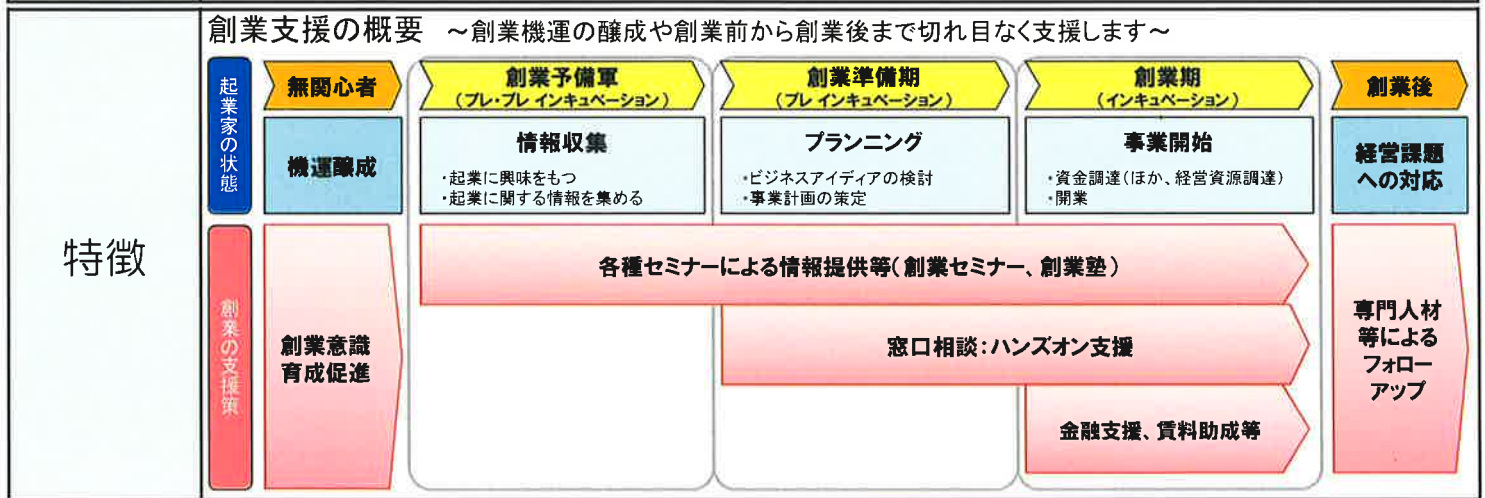 特徴
創業支援の概要 ～創業機運の醸成や創業前から創業後まで切れ目なく支援します～
起業家の状態
無関心者
創業予備軍
（プレ・プレ インキュベーション）
創業準備期
（プレ インキュベーション）
創業期
（インキュベーション）
創業後
機運醸成
情報収集
・起業に興味をもつ
・起業に関する情報を集める
プランニング
・ビジネスアイディアの検討
・事業計画の策定
事業開始
・資金調達（ほか、経営資源調達）
・開業
経営課題
への対応
創業の支援策
創業意識
育成促進
各種セミナーによる情報提供等（創業セミナー、創業塾）
窓口相談：ハンズオン支援
金融支援、賃料助成等
専門人材
等による
フォロー
アップ